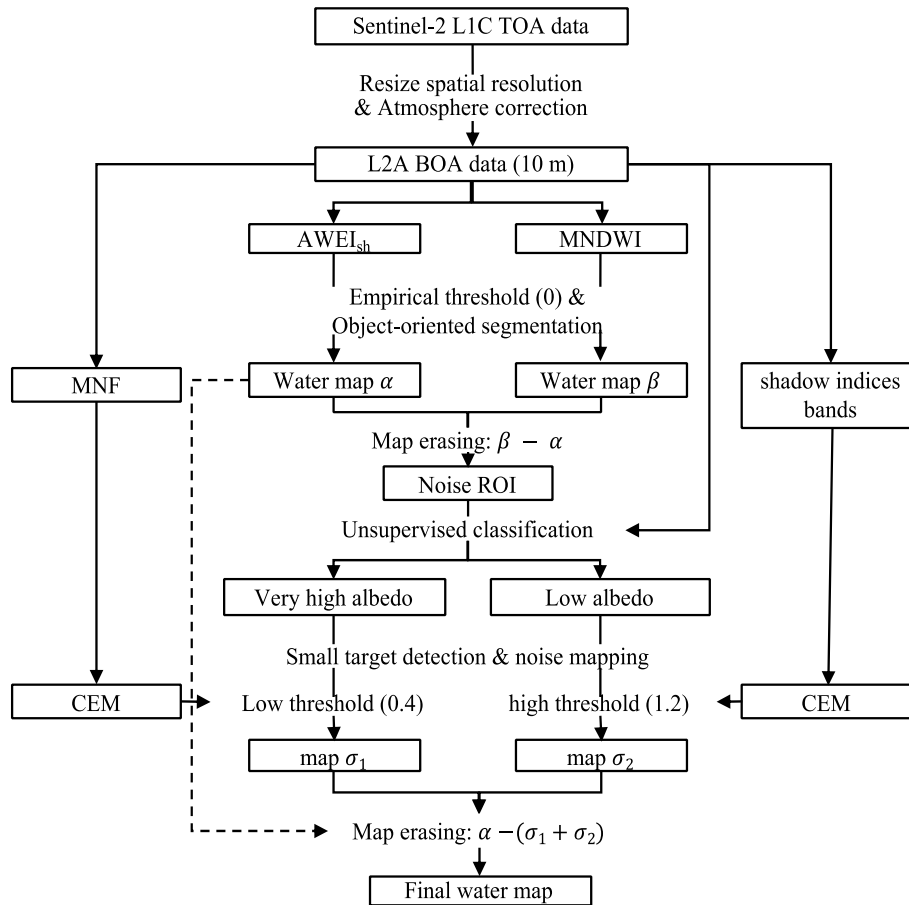 Sentinel-2 L1C TOA data
Resize spatial resolution
& Atmosphere correction
L2A BOA data (10 m)
AWEIsh
MNDWI
Empirical threshold (0) &
Object-oriented segmentation
MNF
Water map α
Water map β
shadow indices
bands
Map erasing: β − α
Noise ROI
Unsupervised classification
Very high albedo
Low albedo
Small target detection & noise mapping
CEM
Low threshold (0.4)
high threshold (1.2)
CEM
map σ1
map σ2
Map erasing: α −(σ1 + σ2)
Final water map